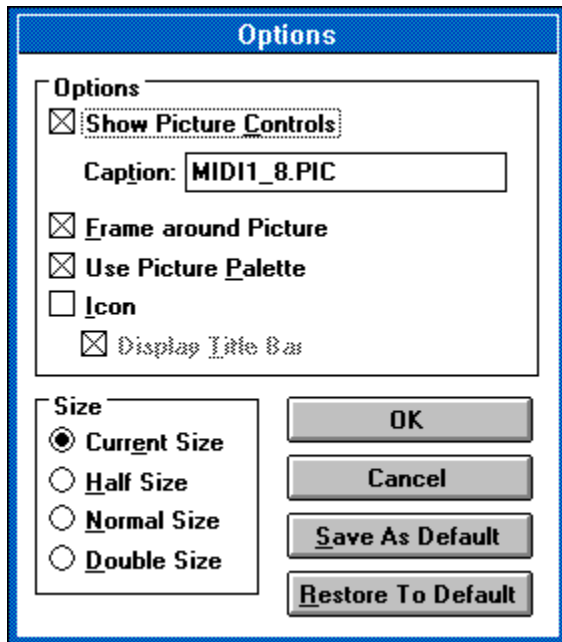 Options
Options
Show Picture Controls
Caption: MIDI1_8.PIC
Frame around Picture
Use Picture Palette
Icon
Display Title Bar
Size
Current Size
Half Size
Normal Size
Double Size
OK
Cancel
Save As Default
Restore To Default